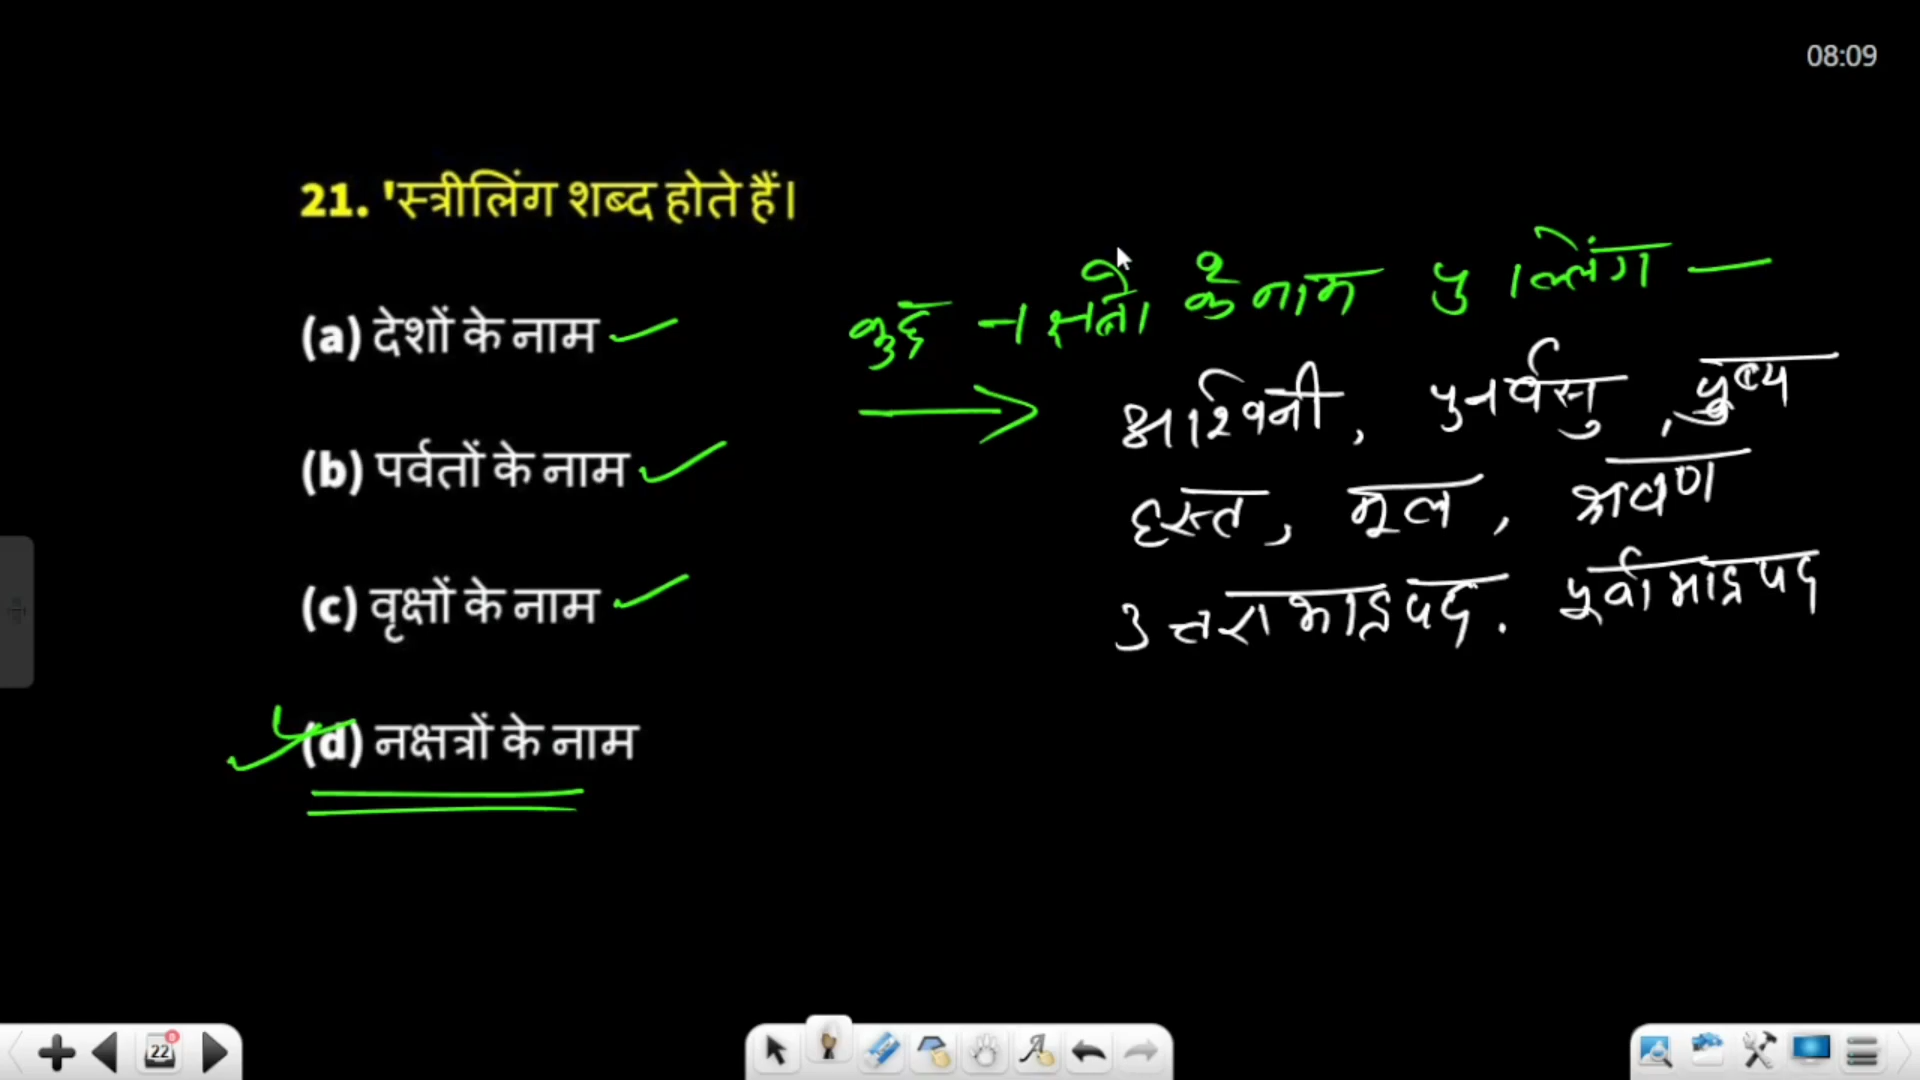 08:09
21. 'स्त्रीलिंग शब्द होते हैं।
(a) देशों के नाम
(b) पर्वतों के नाम
(c) वृक्षों के नाम
(d) नक्षत्रों के नाम
कुछ नक्षत्रों के नाम पुल्लिंग —
अश्विनी, पुनर्वसु, पुष्य
हस्त, मूल, श्रवण
उत्तराभाद्रपद. पूर्वाभाद्रपद
22